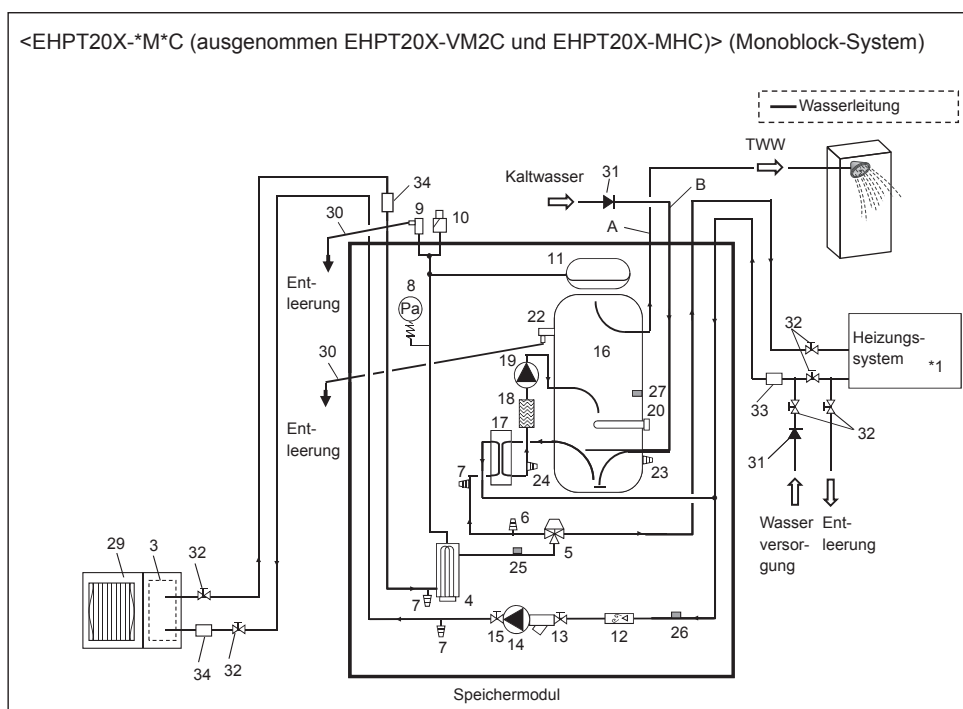 <EHPT20X-*M*C (ausgenommen EHPT20X-VM2C und EHPT20X-MHC)> (Monoblock-System)
Wasserleitung
TWW
Kaltwasser
31
B
34
9
10
30
A
Ent-
leerung
8
Pa
11
22
16
32
Heizungs-
system
*1
19
27
30
18
20
33
32
Ent-
leerung
17
23
31
7
24
6
5
Wasser
versor-
gung
Ent-
leerung
29
3
32
25
4
7
34
32
7
15
14
13
12
26
Speichermodul